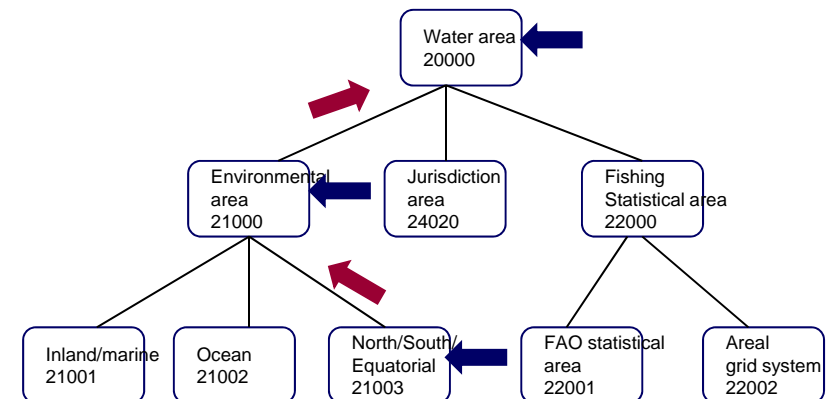 Water area
20000
Environmental
area
21000
Jurisdiction
area
24020
Fishing
Statistical area
22000
Inland/marine
21001
Ocean
21002
North/South/
Equatorial
21003
FAO statistical
area
22001
Areal
grid system
22002